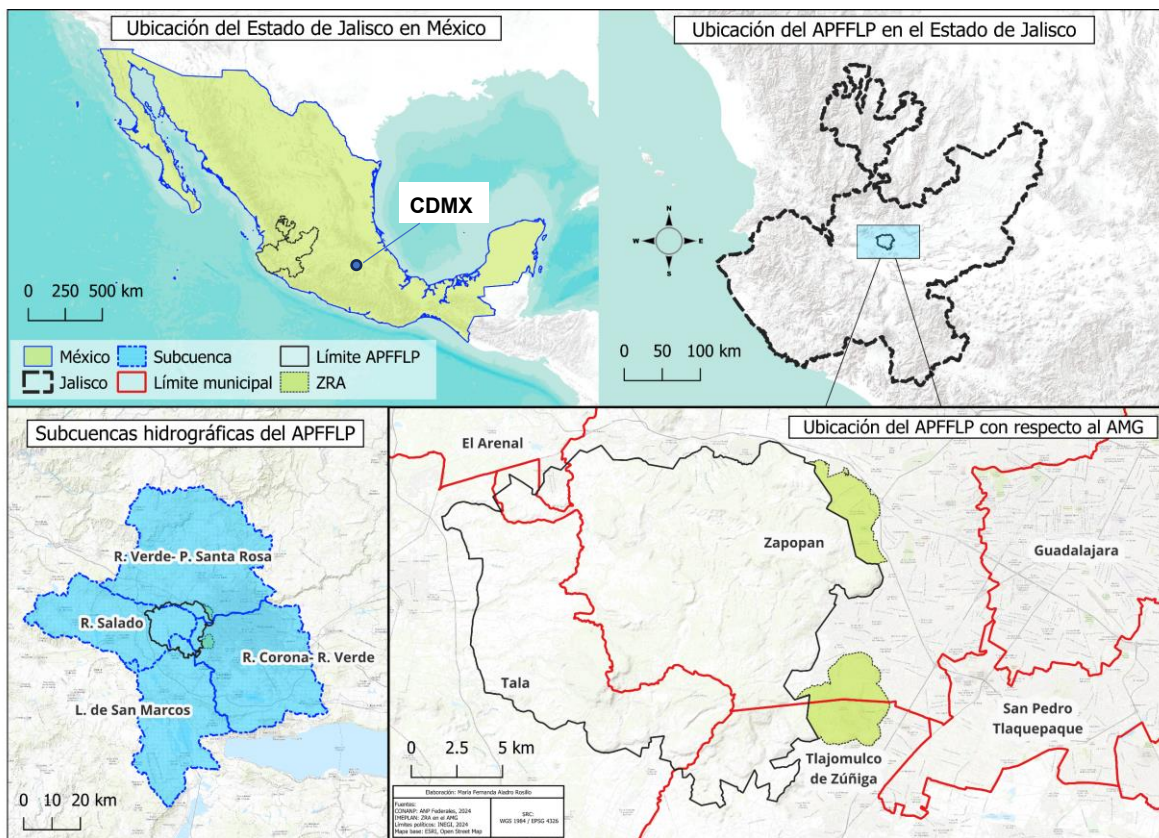 Ubicación del Estado de Jalisco en México
CDMX
0 250 500 km
México
Subcuenca
Límite APFFLP
Jalisco
Límite municipal
ZRA
Ubicación del APFFLP en el Estado de Jalisco
N
W E
S
0 50 100 km
Subcuencas hidrográficas del APFFLP
R. Verde- P. Santa Rosa
R. Salado
R. Corona- R. Verde
L. de San Marcos
0 10 20 km
Ubicación del APFFLP con respecto al AMG
El Arenal
Zapopan
Guadalajara
Tala
San Pedro
Tlaquepaque
Tlajomulco
de Zúñiga
0 2.5 5 km
Elaboración: María Fernanda Aladro Rosillo
Fuentes:
CONANP: ANP Federales, 2024
IMEPLAN: ZRA en el AMG
Límites políticos: INEGI, 2024
Mapa base: ESRI, Open Street Map
SRC:
WGS 1984 / EPSG 4326